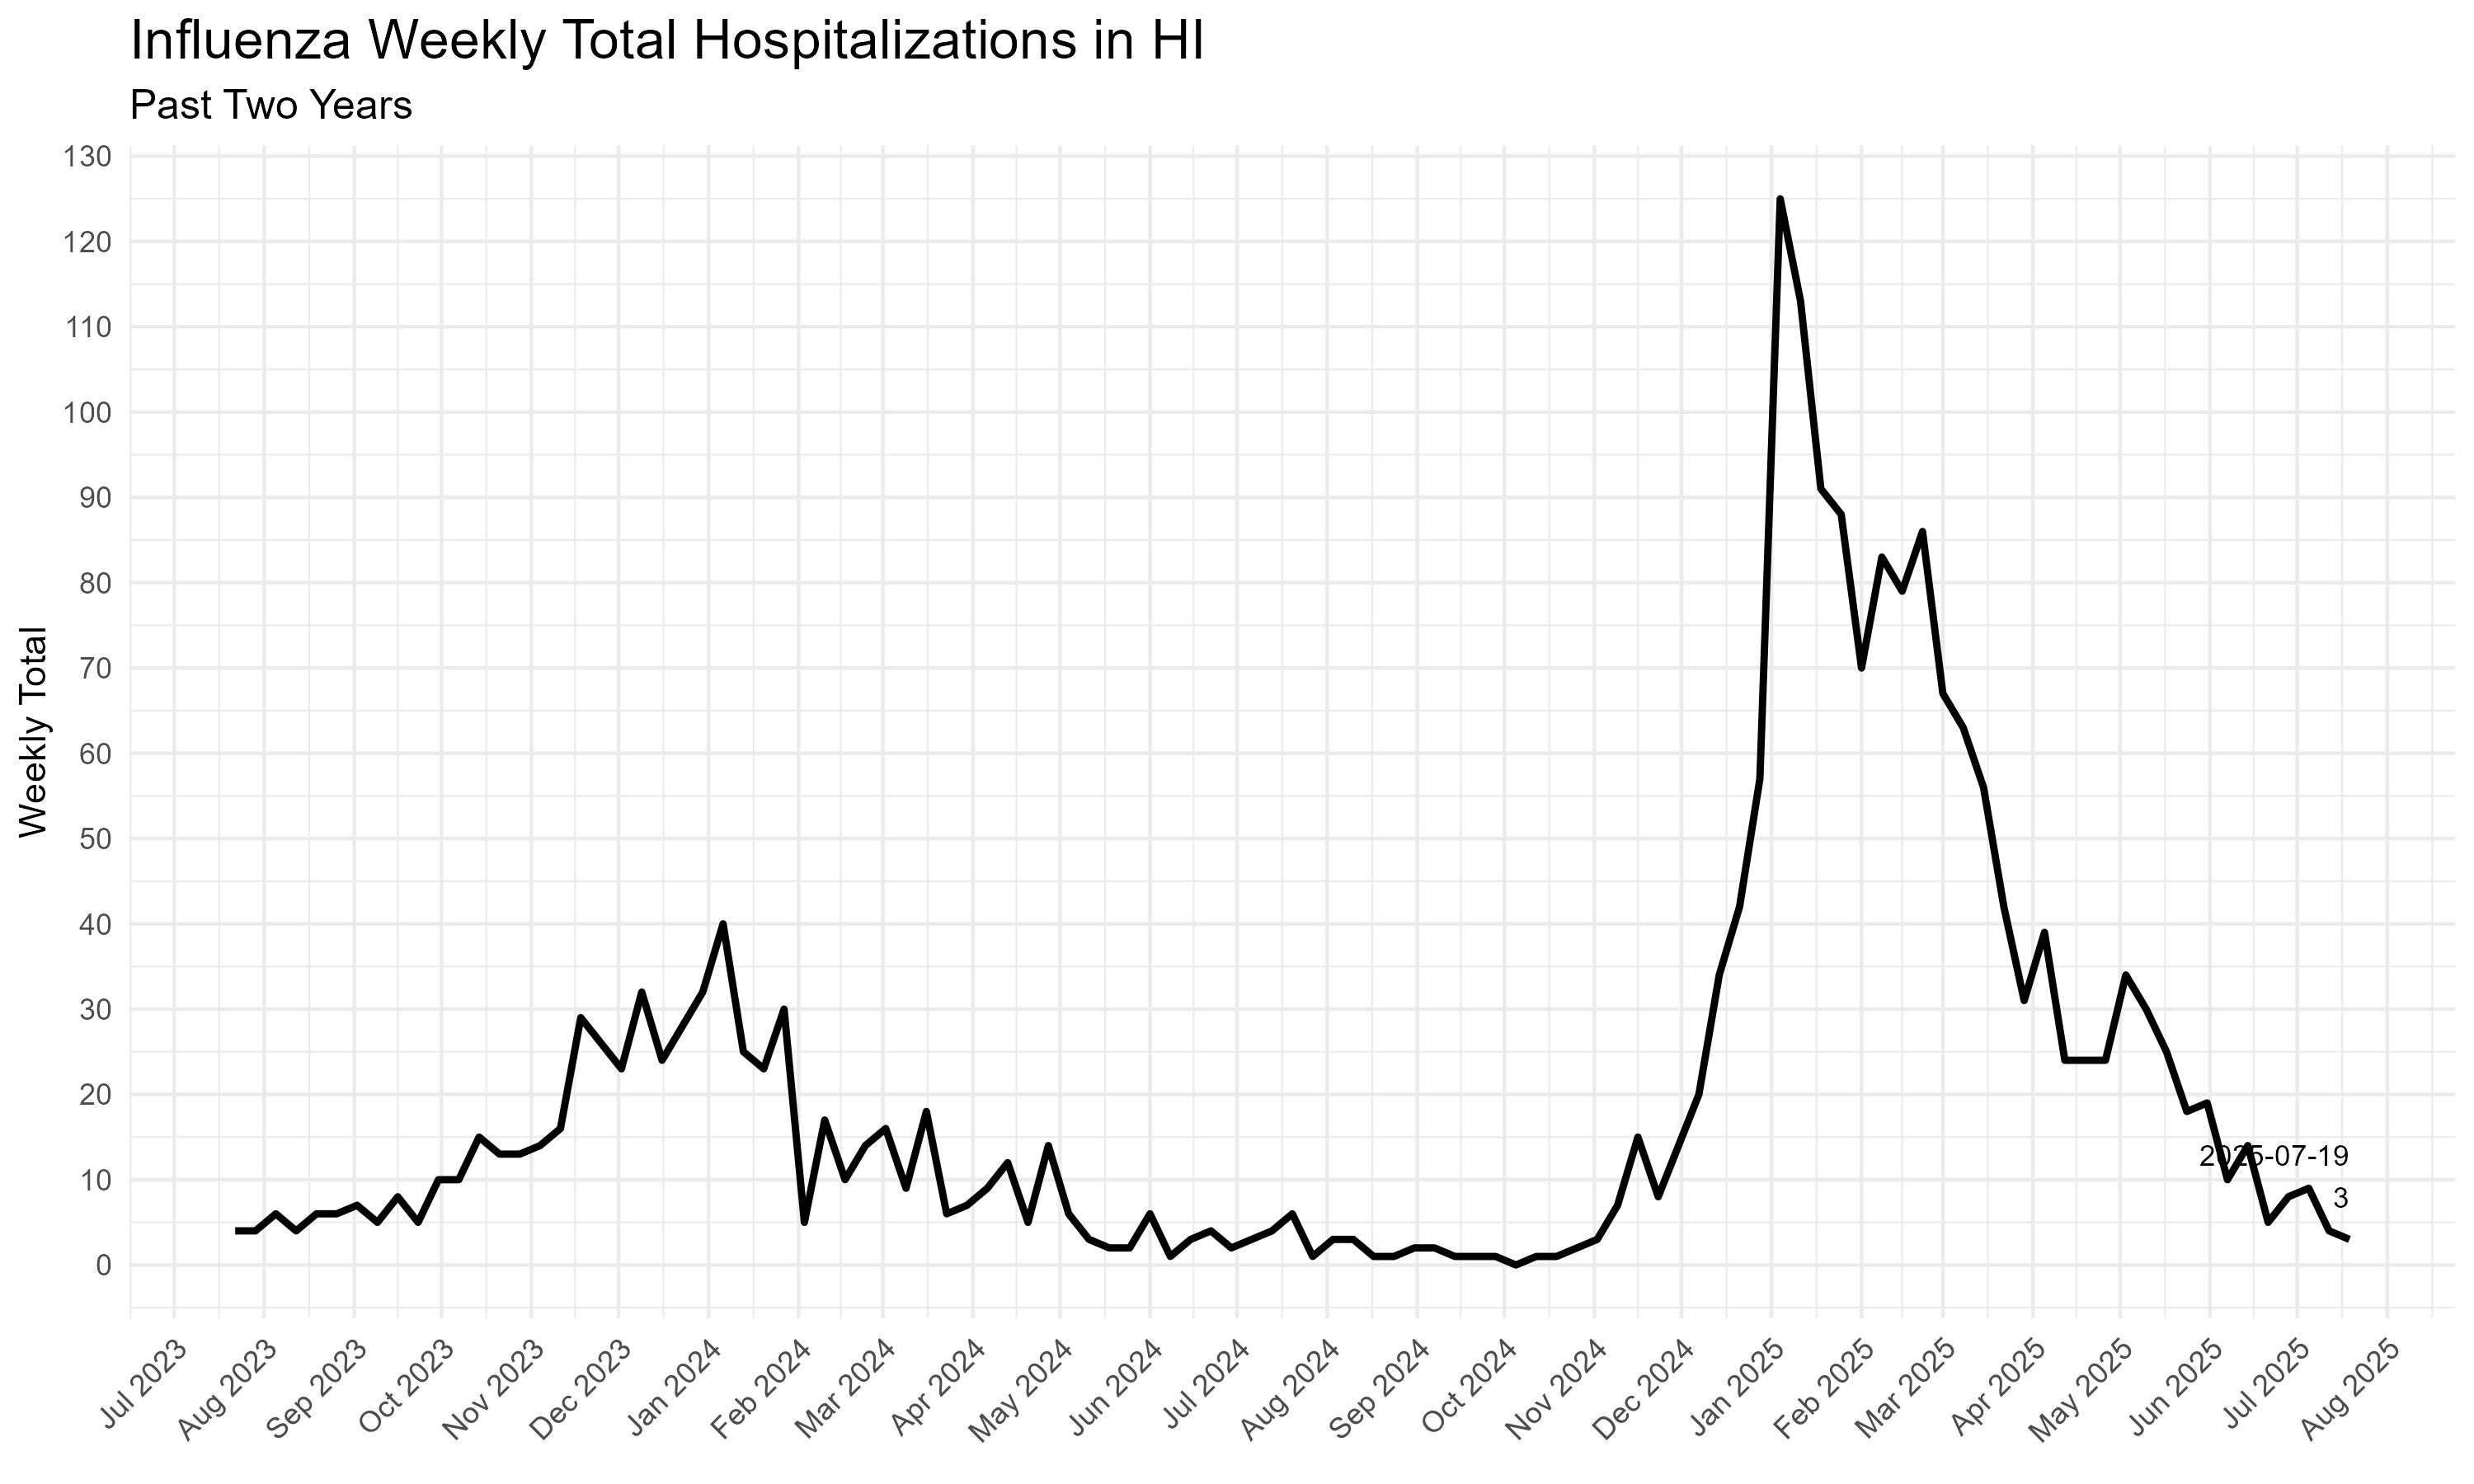 Influenza Weekly Total Hospitalizations in HI
Past Two Years
130
120
110
100
90
80
70
60
50
40
30
20
10
0
Weekly Total
2025-07-19
3
Jul 2023
Aug 2023
Sep 2023
Oct 2023
Nov 2023
Dec 2023
Jan 2024
Feb 2024
Mar 2024
Apr 2024
May 2024
Jun 2024
Jul 2024
Aug 2024
Sep 2024
Oct 2024
Nov 2024
Dec 2024
Jan 2025
Feb 2025
Mar 2025
Apr 2025
May 2025
Jun 2025
Jul 2025
Aug 2025